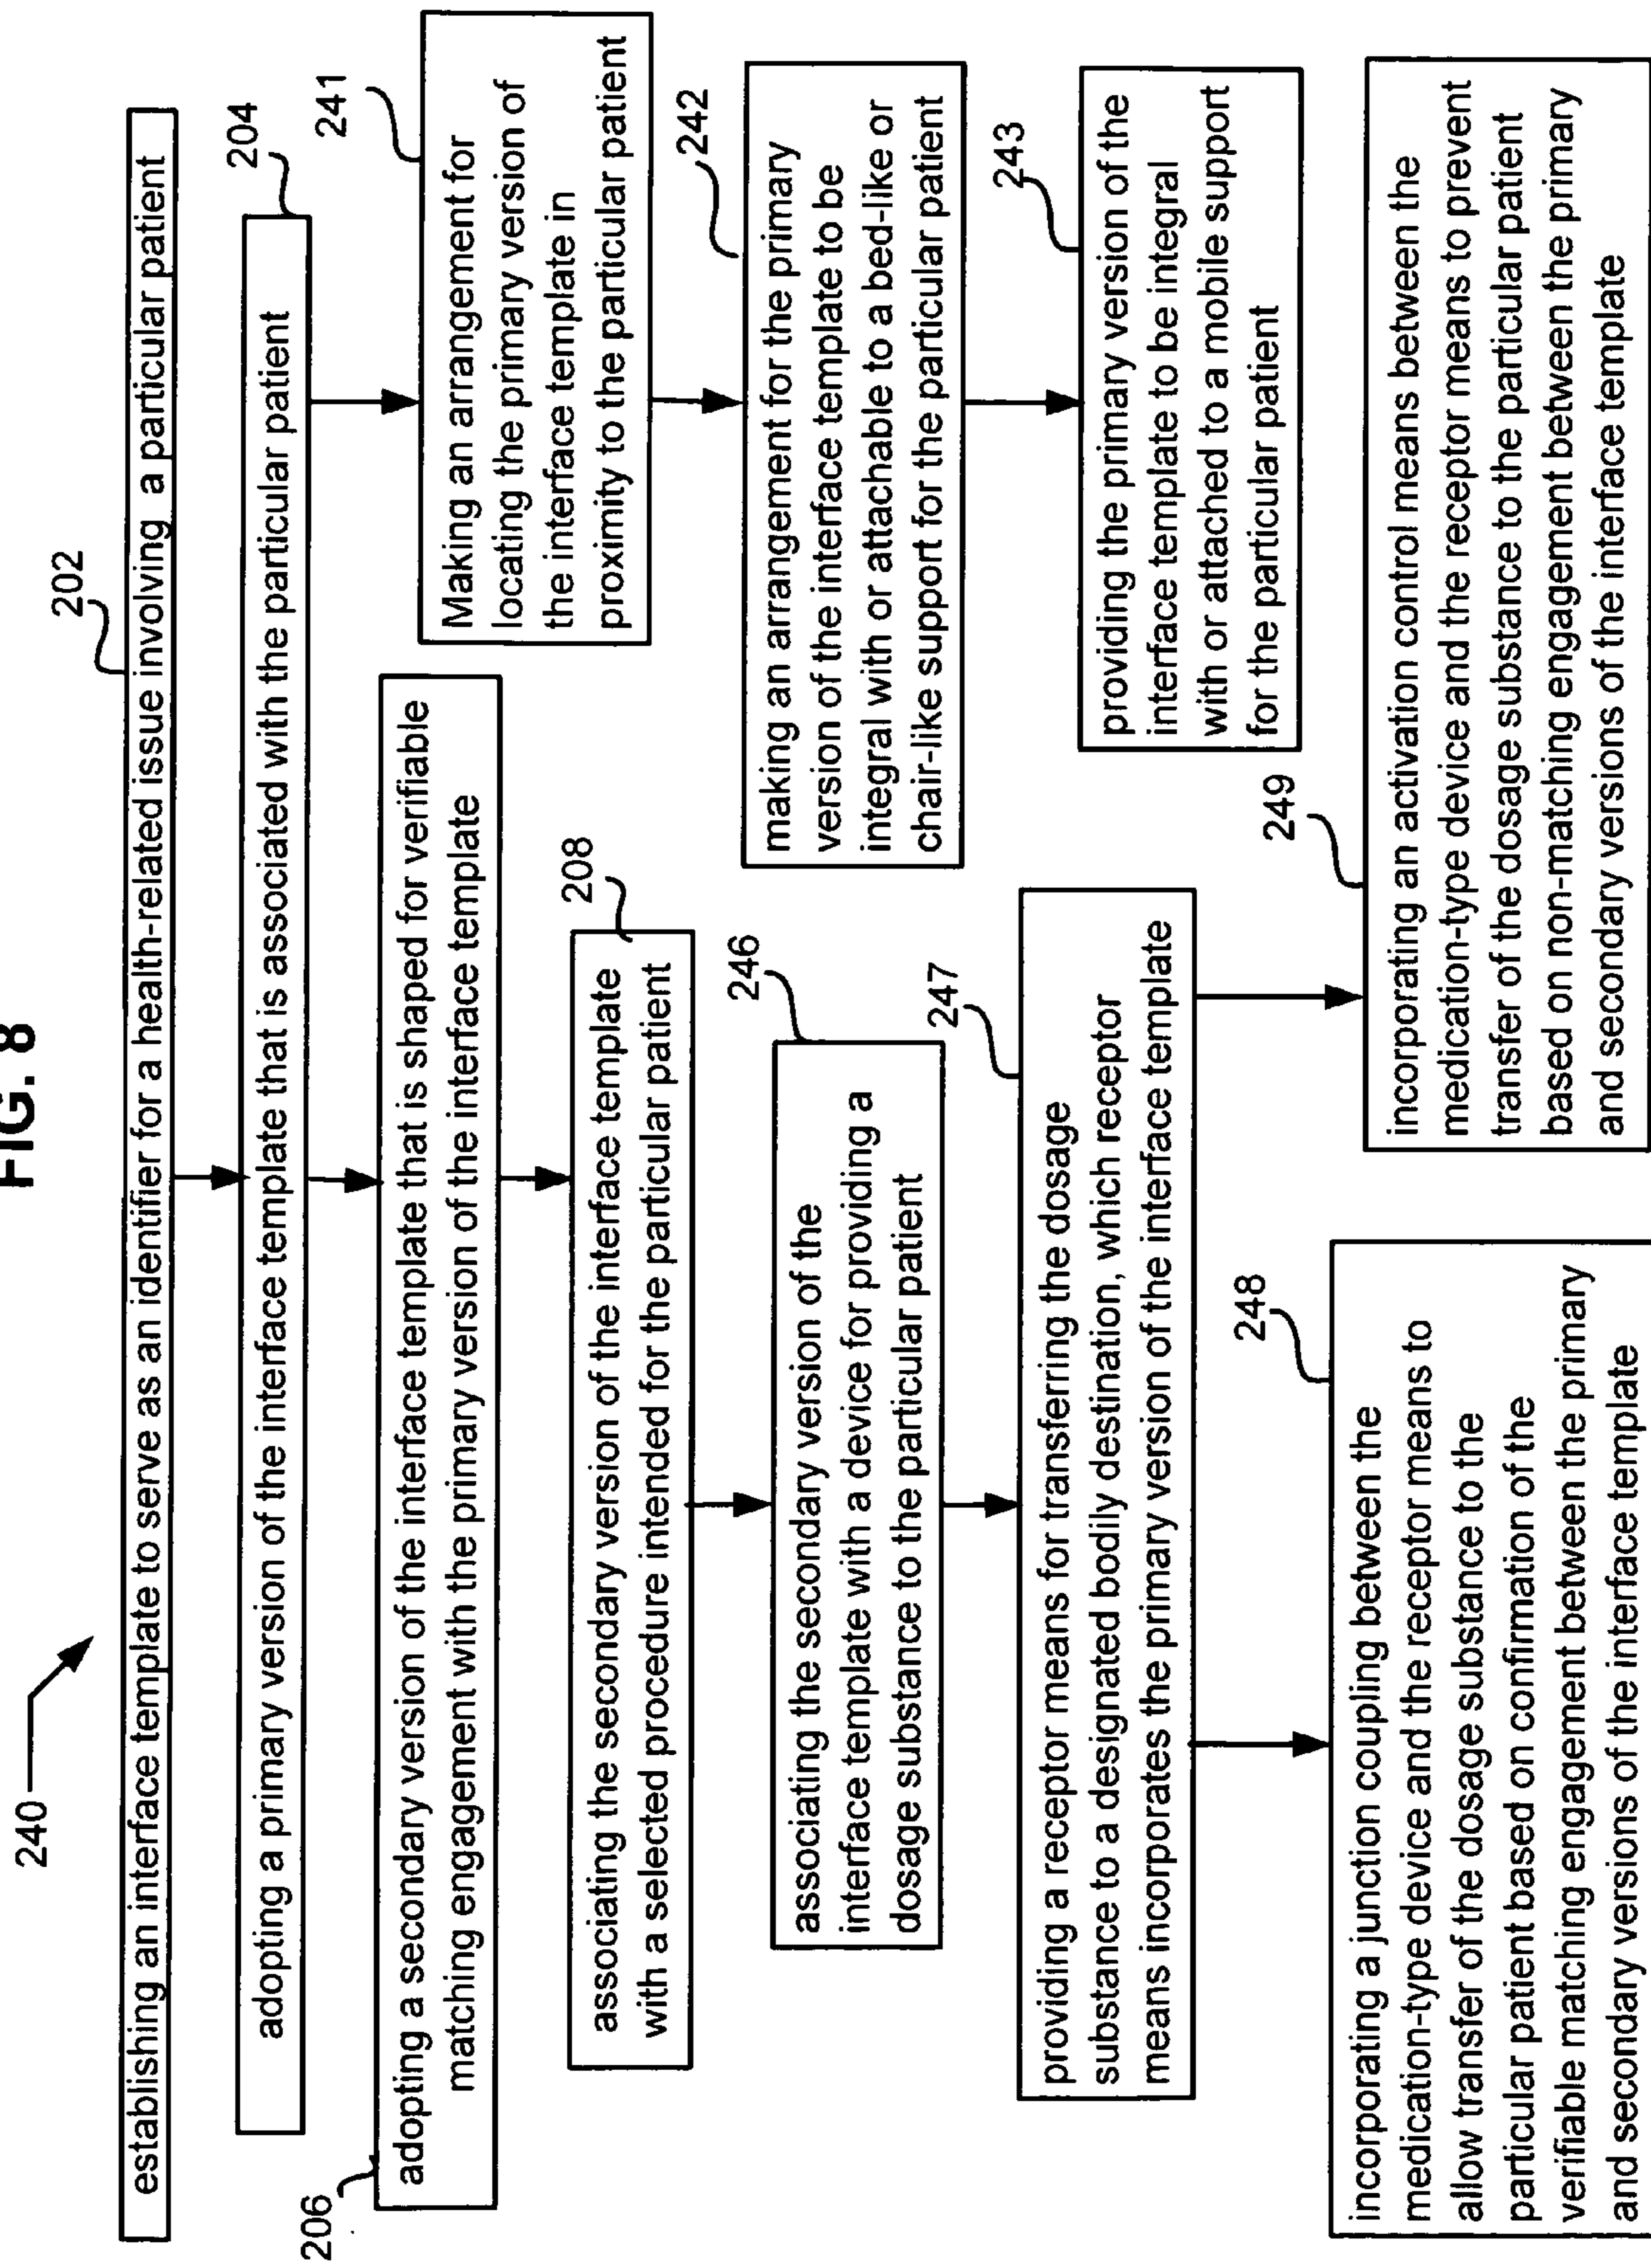 FIG. 8
240
202
establishing an interface template to serve as an identifier for a health-related issue involving a particular patient
204
adopting a primary version of the interface template that is associated with the particular patient
206
adopting a secondary version of the interface template that is shaped for verifiable
matching engagement with the primary version of the interface template
241
Making an arrangement for
locating the primary version of
the interface template in
proximity to the particular patient
208
associating the secondary version of the interface template
with a selected procedure intended for the particular patient
242
making an arrangement for the primary
version of the interface template to be
integral with or attachable to a bed-like or
chair-like support for the particular patient
246
associating the secondary version of the
interface template with a device for providing a
dosage substance to the particular patient
243
providing the primary version of the
interface template to be integral
with or attached to a mobile support
for the particular patient
247
providing a receptor means for transferring the dosage
substance to a designated bodily destination, which receptor
means incorporates the primary version of the interface template
248
incorporating a junction coupling between the
medication-type device and the receptor means to
allow transfer of the dosage substance to the
particular patient based on confirmation of the
verifiable matching engagement between the primary
and secondary versions of the interface template
249
incorporating an activation control means between the
medication-type device and the receptor means to prevent
transfer of the dosage substance to the particular patient
based on non-matching engagement between the primary
and secondary versions of the interface template